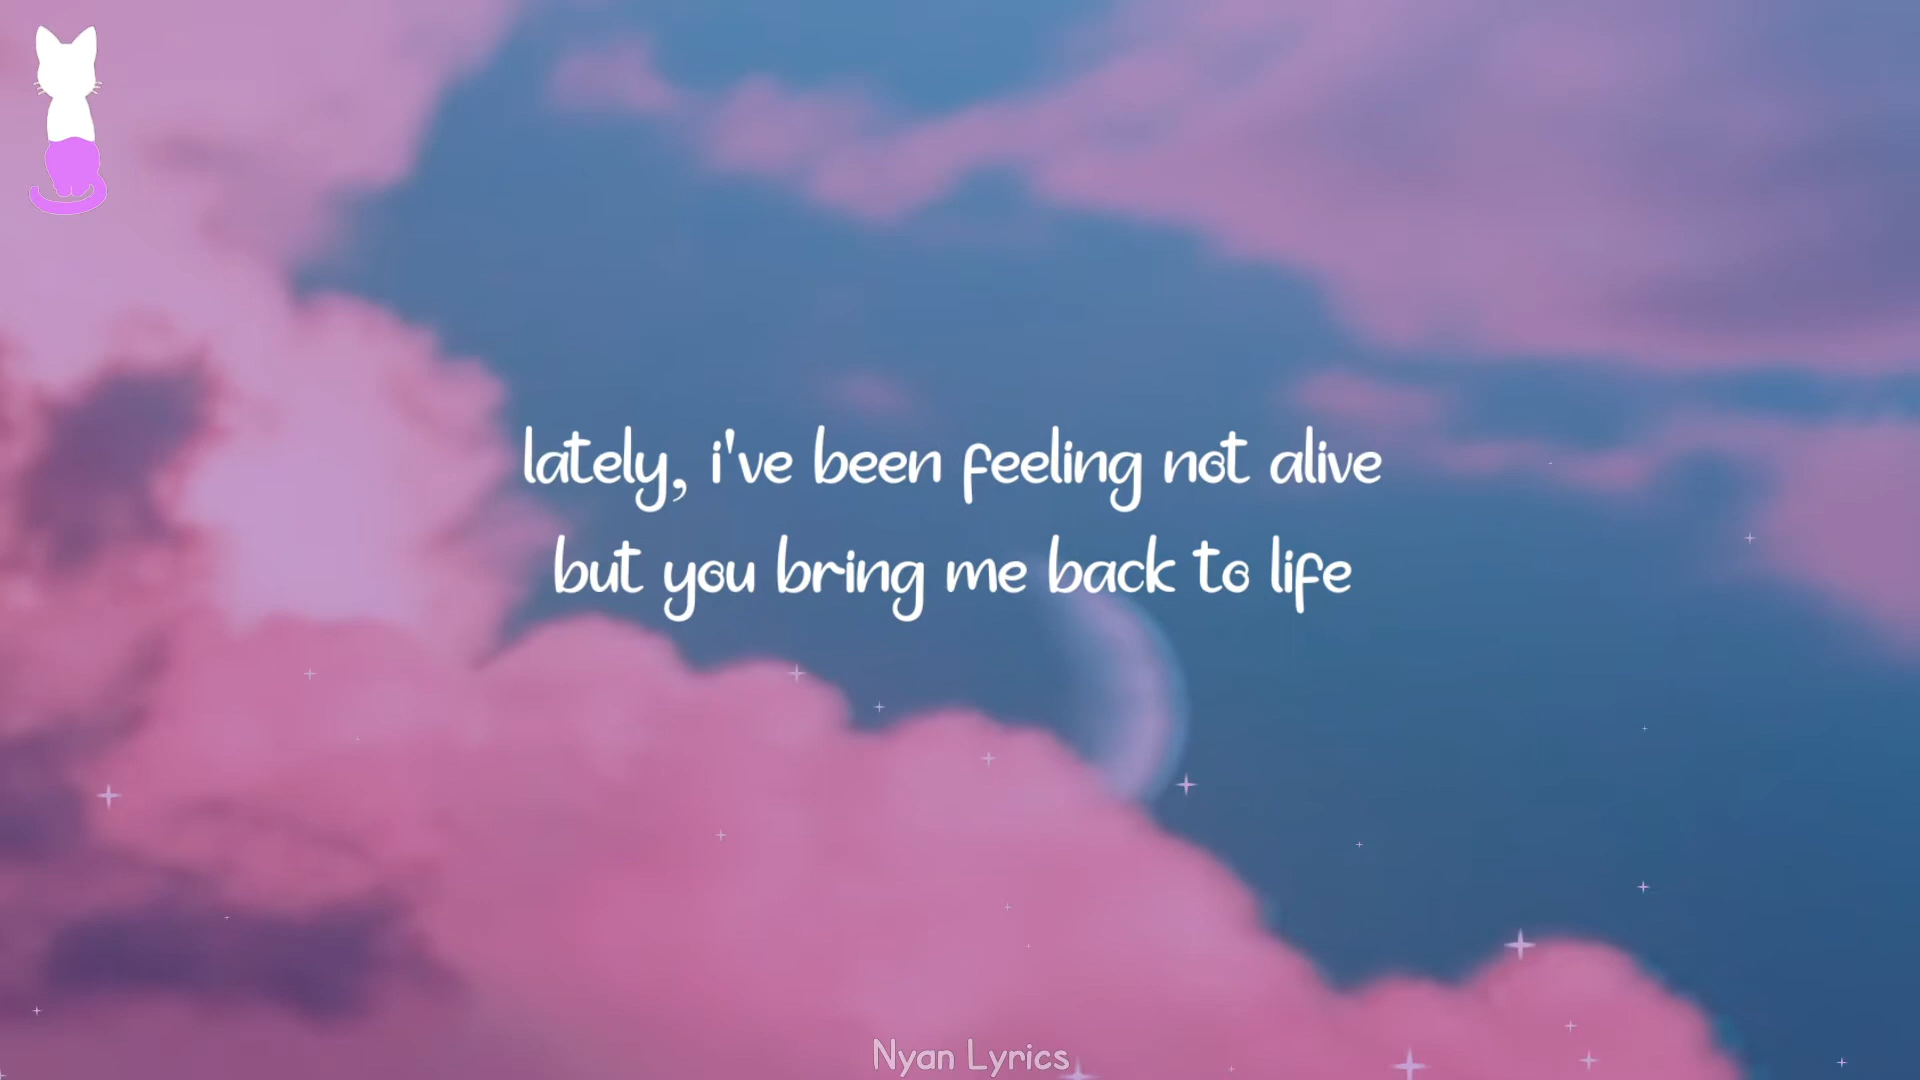 lately, i've been feeling not alive
but you bring me back to life
Nyan Lyrics